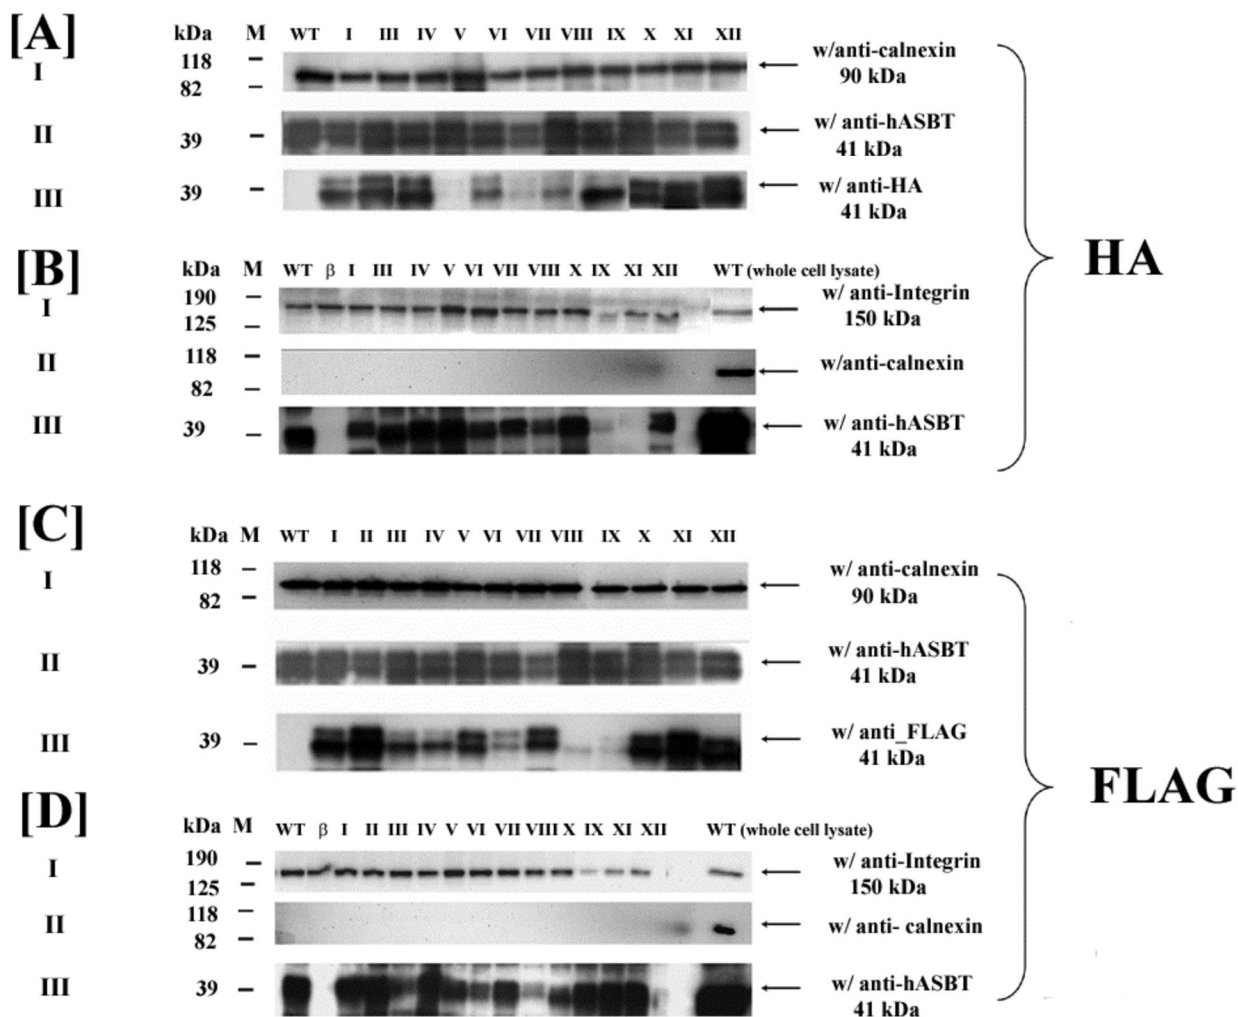 [A]
kDa M WT I III IV V VI VII VIII IX X XI XII
I
118
82
w/anti-calnexin
90 kDa
II
39
w/ anti-hASBT
41 kDa
III
39
w/ anti-HA
41 kDa
HA
[B]
kDa M WT β I III IV V VI VII VIII X IX XI XII WT (whole cell lysate)
I
190
125
w/ anti-Integrin
150 kDa
II
118
82
w/anti-calnexin
III
39
w/ anti-hASBT
41 kDa
[C]
kDa M WT I II III IV V VI VII VIII IX X XI XII
I
118
82
w/ anti-calnexin
90 kDa
II
39
w/ anti-hASBT
41 kDa
III
39
w/ anti_FLAG
41 kDa
FLAG
[D]
kDa M WT β I II III IV V VI VII VIII X IX XI XII WT (whole cell lysate)
I
190
125
w/ anti-Integrin
150 kDa
II
118
82
w/ anti- calnexin
III
39
w/ anti-hASBT
41 kDa